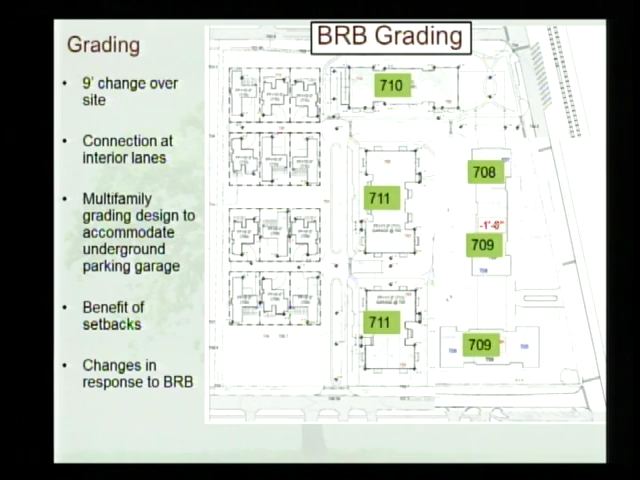 Grading
BRB Grading
• 9' change over
site
• Connection at
interior lanes
• Multifamily
grading design to
accommodate
underground
parking garage
• Benefit of
setbacks
• Changes in
response to BRB
710
708
711
-1'-8"
709
711
709